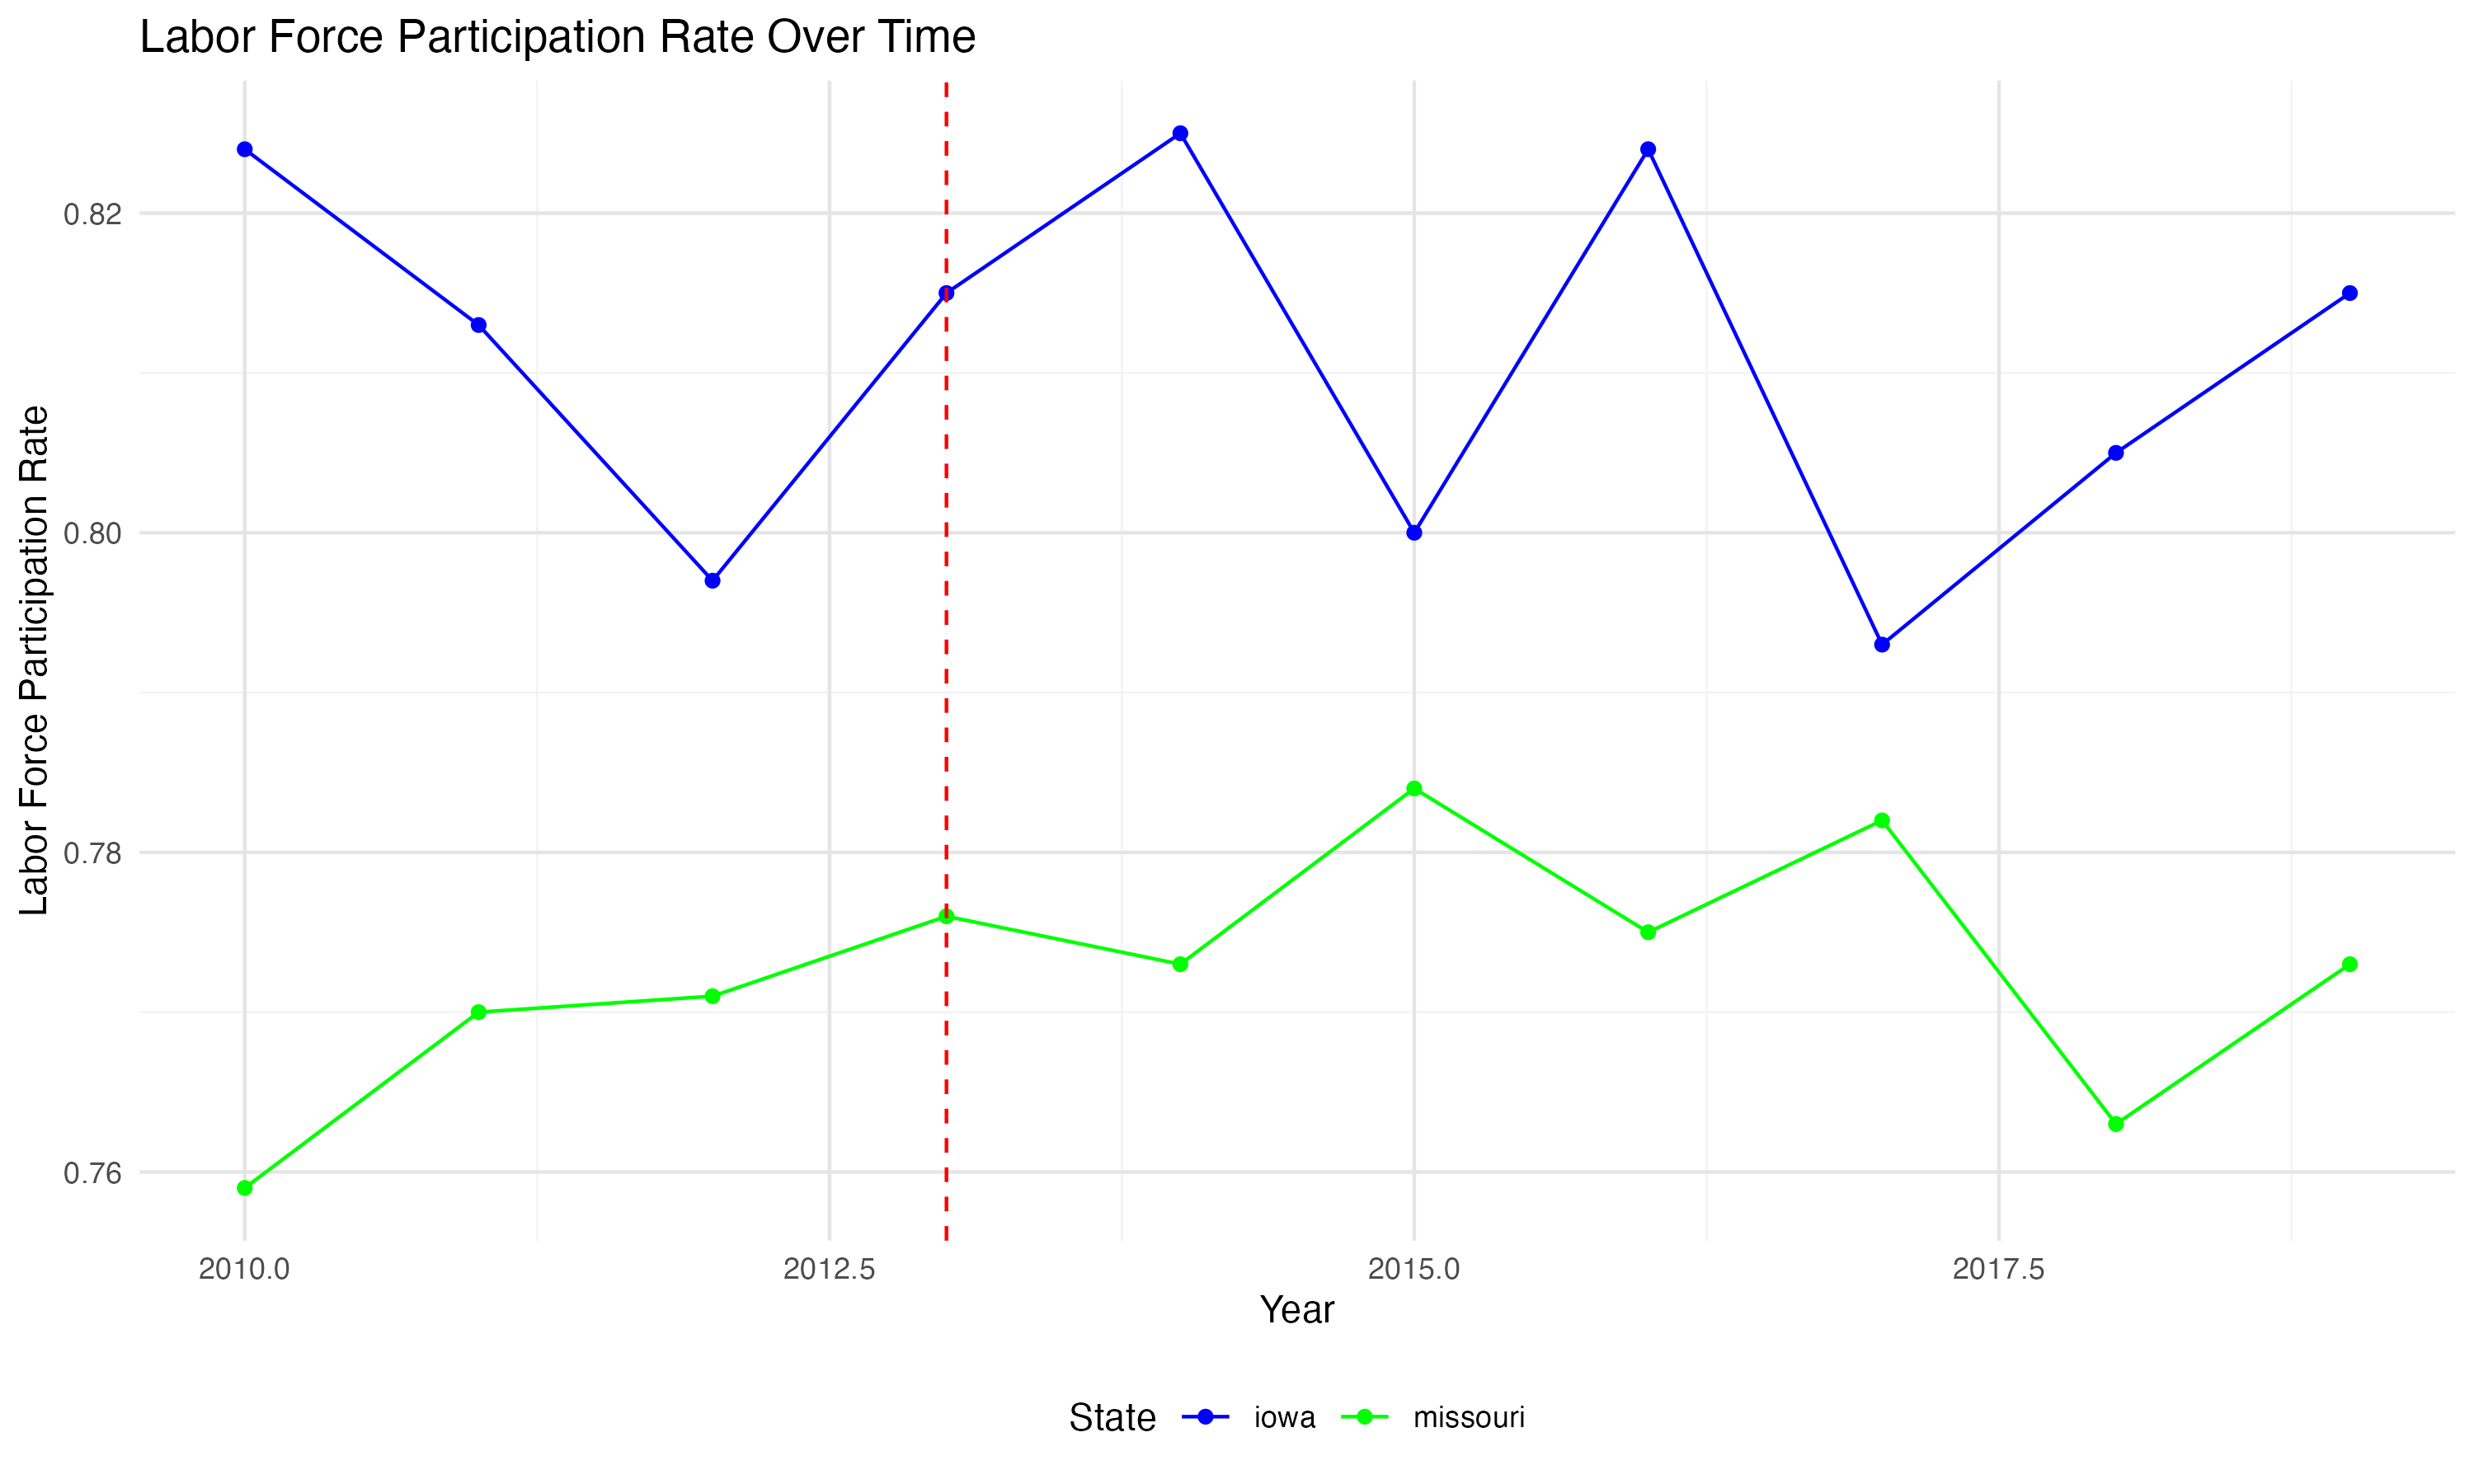 Labor Force Participation Rate Over Time
Labor Force Participation Rate
0.82
0.80
0.78
0.76
2010.0 2012.5 2015.0 2017.5
Year
State iowa missouri